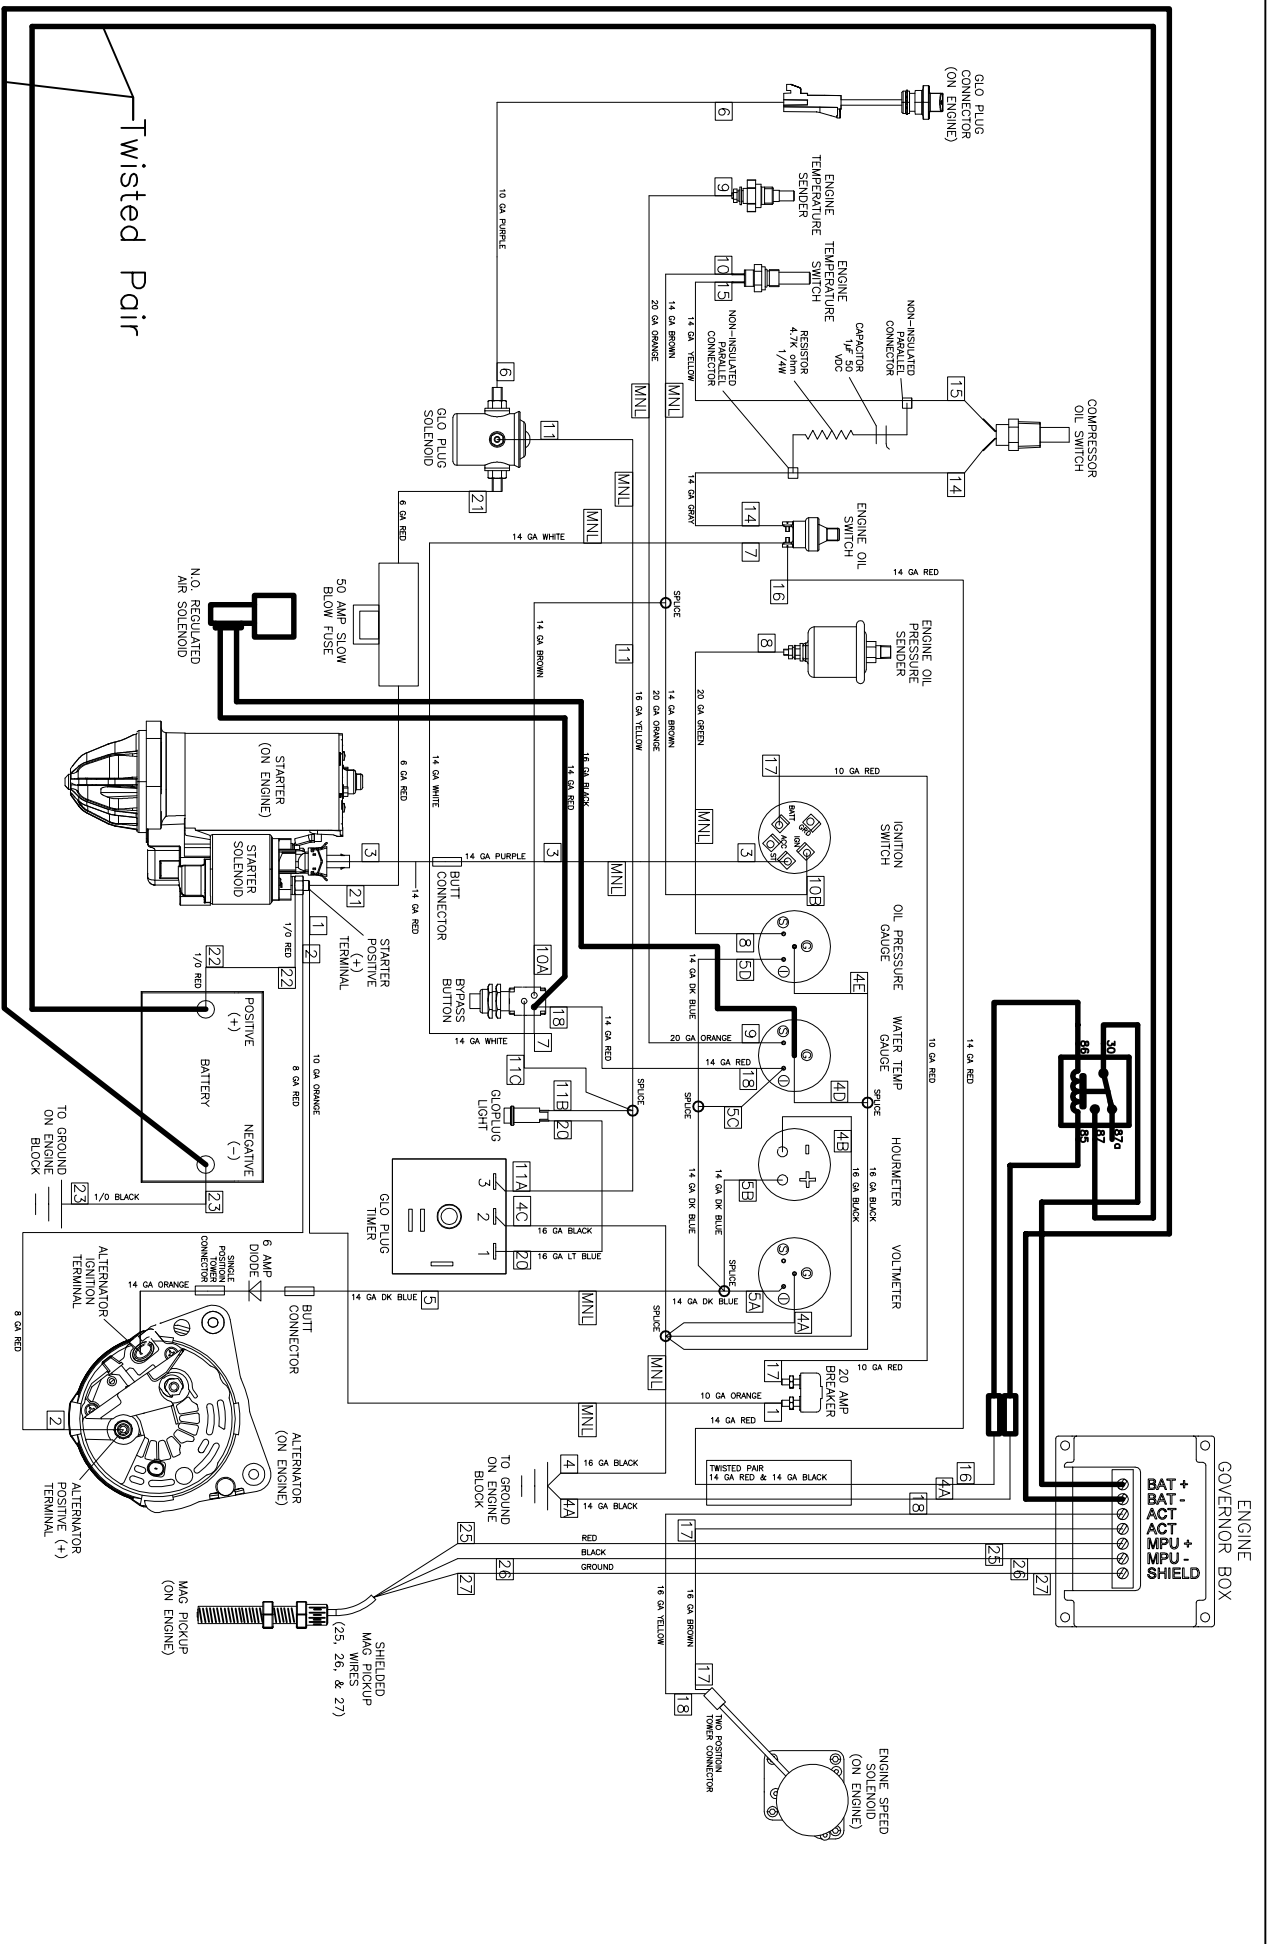 GLO PLUG
CONNECTOR
(ON ENGINE)
6
10 GA PURPLE
ENGINE
TEMPERATURE
SENDER
9
ENGINE
TEMPERATURE
SWITCH
10
15
14 GA YELLOW
14 GA BROWN
20 GA ORANGE
NON-INSULATED
PARALLEL
CONNECTOR
CAPACITOR
1µF 50
VDC
RESISTOR
4.7K ohm
1/4W
NON-INSULATED
PARALLEL
CONNECTOR
15
COMPRESSOR
OIL SWITCH
14
14 GA GRAY
MNL
MNL
Twisted Pair
6
GLO PLUG
SOLENOID
11
21
6 GA RED
MNL
MNL
14 GA WHITE
ENGINE OIL
SWITCH
14
7
16
14 GA RED
50 AMP SLOW
BLOW FUSE
N.O. REGULATED
AIR SOLENOID
SPLICE
14 GA BROWN
11
ENGINE OIL
PRESSURE
SENDER
8
20 GA GREEN
14 GA BROWN
20 GA ORANGE
16 GA YELLOW
16 GA BLACK
14 GA RED
14 GA WHITE
6 GA RED
STARTER
(ON ENGINE)
STARTER
SOLENOID
IGNITION
SWITCH
17
10 GA RED
BATT
GRD
IGN
ACC
ST
10B
3
MNL
MNL
3
14 GA PURPLE
3
BUTT
CONNECTOR
14 GA RED
21
1
2
1/0 RED
STARTER
POSITIVE
(+)
TERMINAL
OIL PRESSURE
GAUGE
S
G
I
8
5D
4E
14 GA DK BLUE
10A
BYPASS
BUTTON
18
7
14 GA WHITE
14 GA RED
11C
22
22
1/0 RED
POSITIVE
(+)
BATTERY
NEGATIVE
(-)
10 GA ORANGE
8 GA RED
WATER TEMP
GAUGE
S
G
I
9
20 GA ORANGE
14 GA RED
18
4D
SPLICE
10 GA RED
14 GA RED
SPLICE
5C
SPLICE
11B
20
GLOPLUG
LIGHT
86
30
85
87
87a
HOURMETER
4B
-
+
5B
14 GA DK BLUE
14 GA DK BLUE
16 GA BLACK
16 GA BLACK
11A
4C
20
3
2
1
GLO PLUG
TIMER
16 GA BLACK
16 GA LT BLUE
23
23
1/0 BLACK
TO GROUND
ON ENGINE
BLOCK
VOLTMETER
S
G
I
5A
4A
SPLICE
14 GA DK BLUE
MNL
5
14 GA DK BLUE
BUTT
CONNECTOR
6 AMP
DIODE
SINGLE
POSITION
TOWER
CONNECTOR
14 GA ORANGE
ALTERNATOR
IGNITION
TERMINAL
SPLICE
MNL
17
10 GA RED
20 AMP
BREAKER
1
10 GA ORANGE
14 GA RED
MNL
8 GA RED
2
ALTERNATOR
(ON ENGINE)
ALTERNATOR
POSITIVE (+)
TERMINAL
TWISTED PAIR
14 GA RED & 14 GA BLACK
16
4A
18
4
16 GA BLACK
4A
14 GA BLACK
TO GROUND
ON ENGINE
BLOCK
ENGINE
GOVERNOR BOX
BAT +
BAT -
ACT
ACT
MPU +
MPU -
SHIELD
17
25
RED
BLACK
GROUND
26
27
25
26
27
MAG PICKUP
(ON ENGINE)
SHIELDED
MAG PICKUP
WIRES
(25, 26, & 27)
16 GA BROWN
16 GA YELLOW
17
18
TWO POSITION
TOWER CONNECTOR
ENGINE SPEED
SOLENOID
(ON ENGINE)